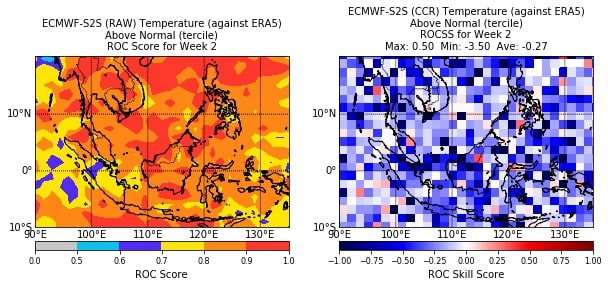 ECMWF-S2S (RAW) Temperature (against ERA5)
Above Normal (tercile)
ROC Score for Week 2
10°N
0°
10°S
90°E 100°E 110°E 120°E 130°E
0.0 0.5 0.6 0.7 0.8 0.9 1.0
ROC Score
ECMWF-S2S (CCR) Temperature (against ERA5)
Above Normal (tercile)
ROCSS for Week 2
Max: 0.50 Min: -3.50 Ave: -0.27
10°N
0°
10°S
90°E 100°E 110°E 120°E 130°E
−1.00 −0.75 −0.50 −0.25 0.00 0.25 0.50 0.75 1.00
ROC Skill Score